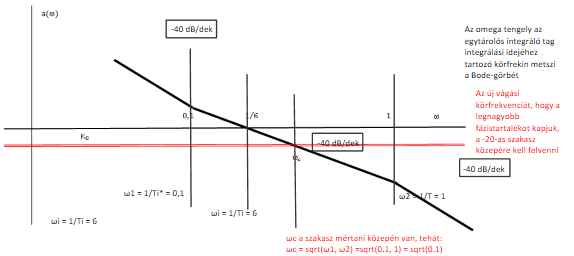 a(ω)
-40 dB/dek
Az omega tengely az
egytárolós integráló tag
integrálási idejéhez
tartozó körfrekin metszi
a Bode-görbét
Az új vágási
körfrekvenciát, hogy a
legnagyobb
fázistartalékot kapjuk,
a -20-as szakasz
közepére kell felvenni
0,1
1/6
1
ω
Kc
-40 dB/dek
ωc
-40 dB/dek
ω1 = 1/Ti* = 0,1
ω2 = 1/T = 1
ωi = 1/Ti = 6
ωi = 1/Ti = 6
ωc a szakasz mértani közepén van, tehát:
ωc = sqrt(ω1, ω2) =sqrt(0.1, 1) = sqrt(0.1)